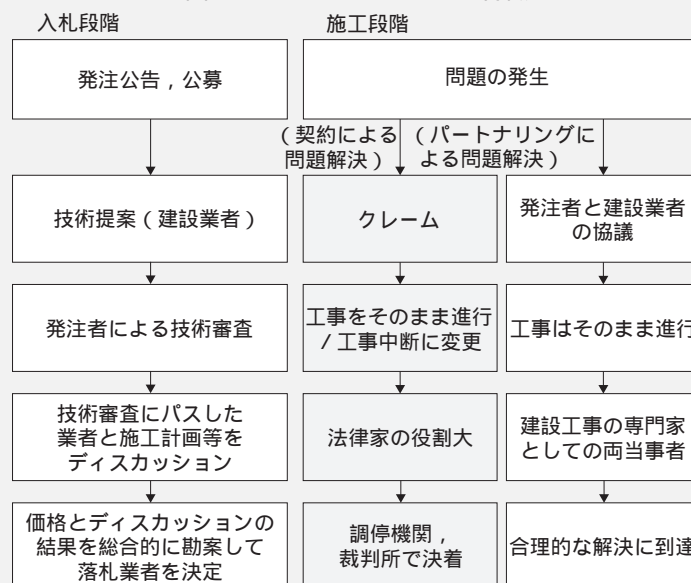 入札段階
発注公告，公募
技術提案（建設業者）
発注者による技術審査
技術審査にパスした
業者と施工計画等を
ディスカッション
価格とディスカッションの
結果を総合的に勘案して
落札業者を決定
施工段階
問題の発生
（契約による
問題解決）
クレーム
工事をそのまま進行
/ 工事中断に変更
法律家の役割大
調停機関，
裁判所で決着
（パートナリングに
よる問題解決）
発注者と建設業者
の協議
工事はそのまま進行
建設工事の専門家
としての両当事者
合理的な解決に到達